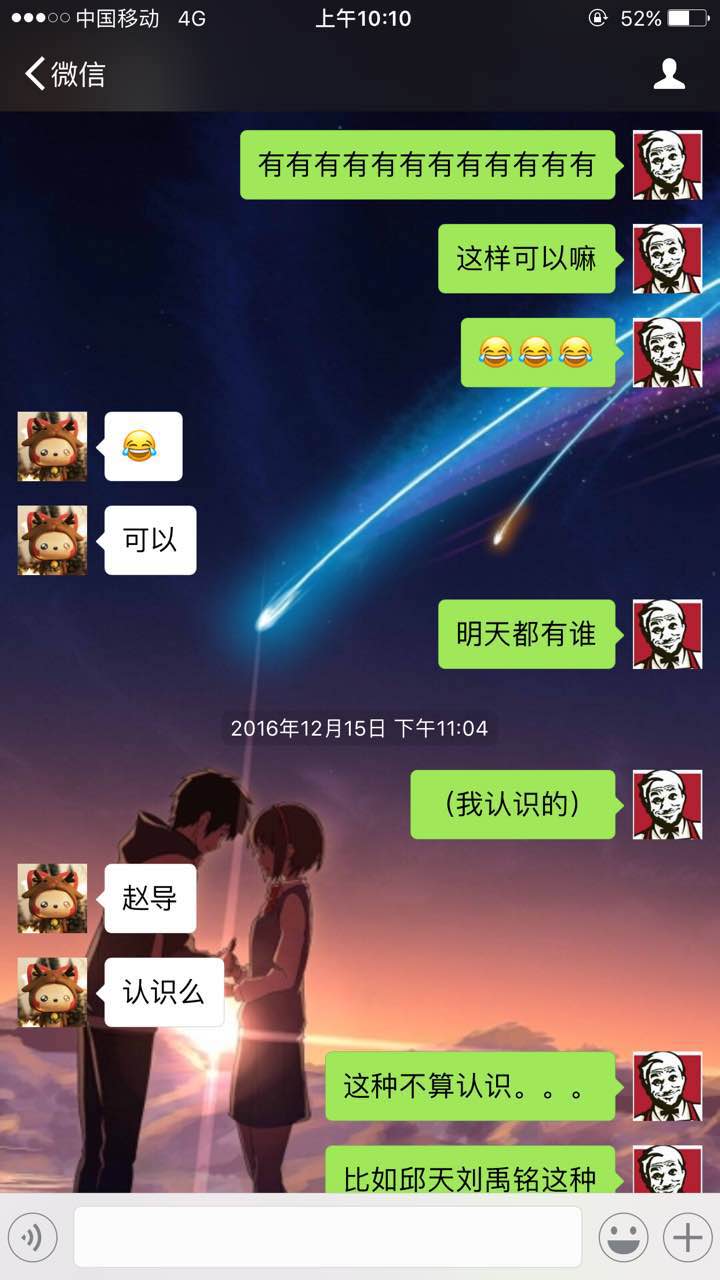 中国移动 4G 上午10:10 52%
微信
有有有有有有有有有有有有
这样可以嘛
😂😂😂
😂
可以
明天都有谁
2016年12月15日 下午11:04
（我认识的）
赵导
认识么
这种不算认识。。。
比如邱天刘禹铭这种